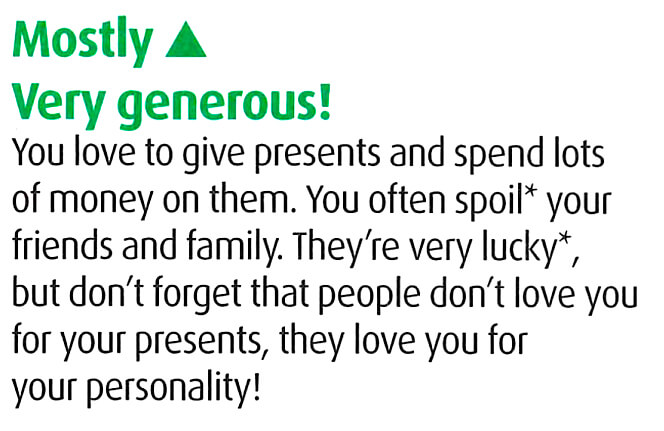 Mostly ▲
Very generous!
You love to give presents and spend lots
of money on them. You often spoil* your
friends and family. They're very lucky*,
but don't forget that people don't love you
for your presents, they love you for
your personality!